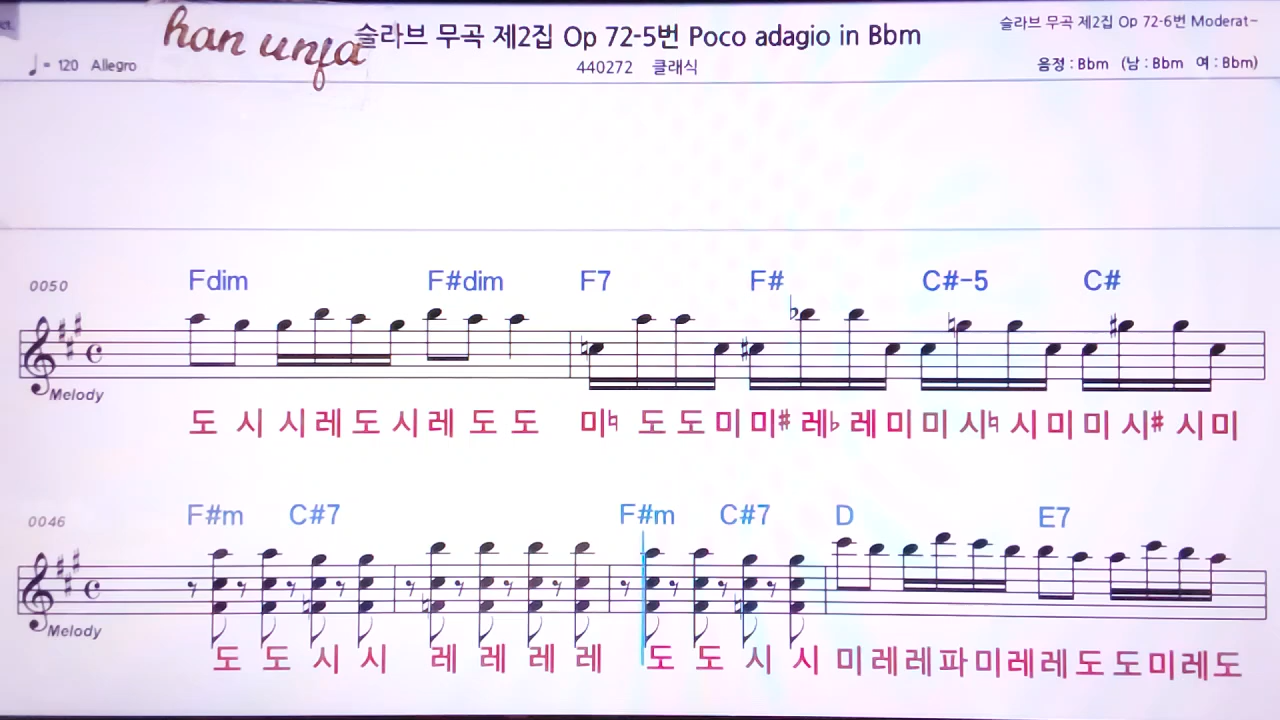 han unfa
슬라브 무곡 제2집 Op 72-5번 Poco adagio in Bbm
슬라브 무곡 제2집 Op 72-6번 Moderat~
♩= 120 Allegro
440272 클래식
음정 : Bbm (남 : Bbm 여 : Bbm)
0050
Fdim F#dim F7 F# C#-5 C#
Melody
도 시 시 레 도 시 레 도 도 미♮ 도 도 미 미# 레♭ 레 미 미 시♮ 시 미 미 시# 시 미
0046
F#m C#7 F#m C#7 D E7
Melody
도 도 시 시 레 레 레 레 도 도 시 시 미 레 레 파 미 레 레 도 도 미 레 도